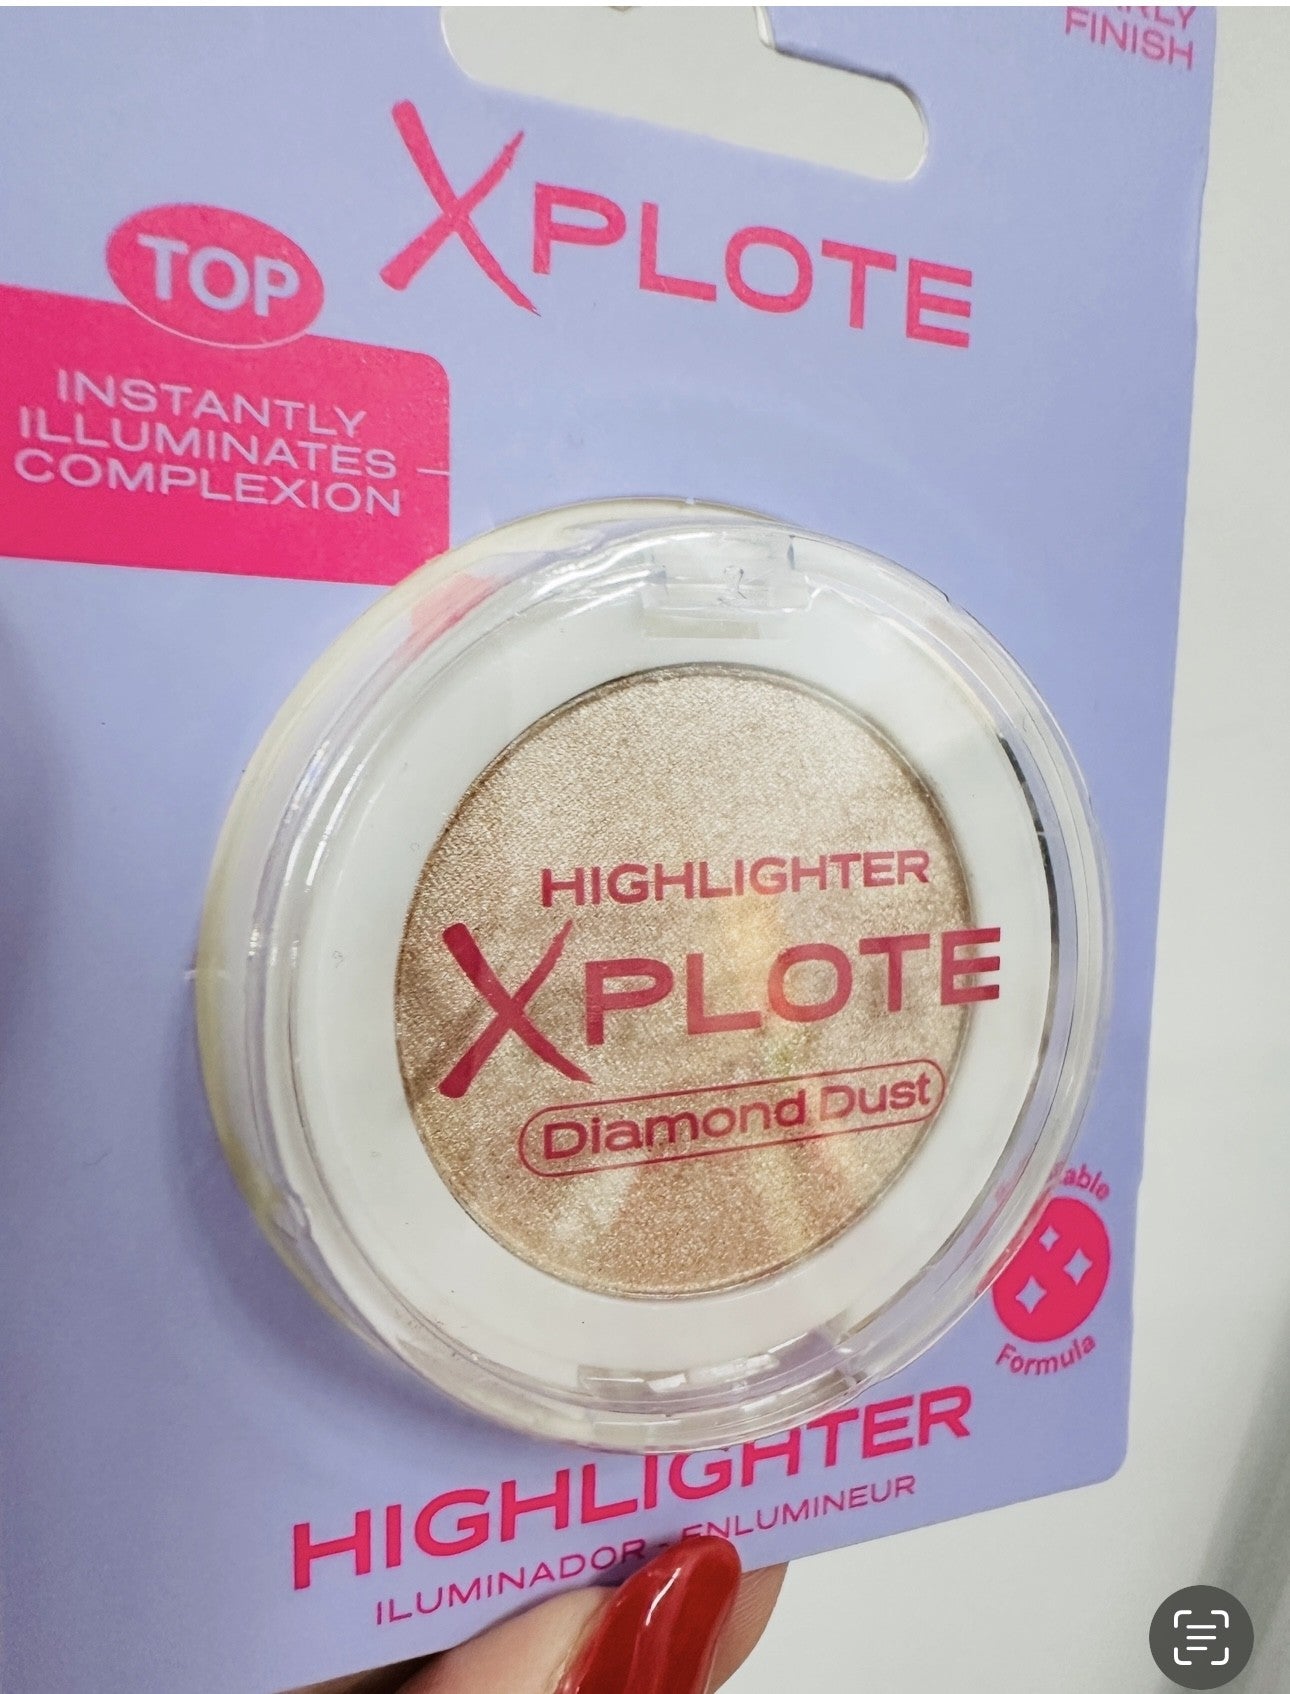 FINISH
XPLOTE
TOP
INSTANTLY
ILLUMINATES
COMPLEXION
HIGHLIGHTER
XPLOTE
Diamond Dust
Formula
HIGHLIGHTER
ILUMINADOR - ENLUMINEUR